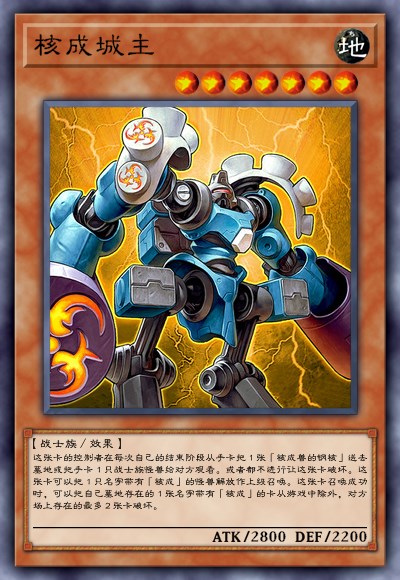 核成城主
地
【战士族／效果】
这张卡的控制者在每次自己的结束阶段从手卡把1张「核成兽的钢核」送去
墓地或把手卡1只战士族怪兽给对方观看。或者都不进行让这张卡破坏。这
张卡可以把1只名字带有「核成」的怪兽解放作上级召唤。这张卡召唤成功
时，可以把自己墓地存在的1张名字带有「核成」的卡从游戏中除外，对方
场上存在的最多2张卡破坏。
ATK/2800 DEF/2200